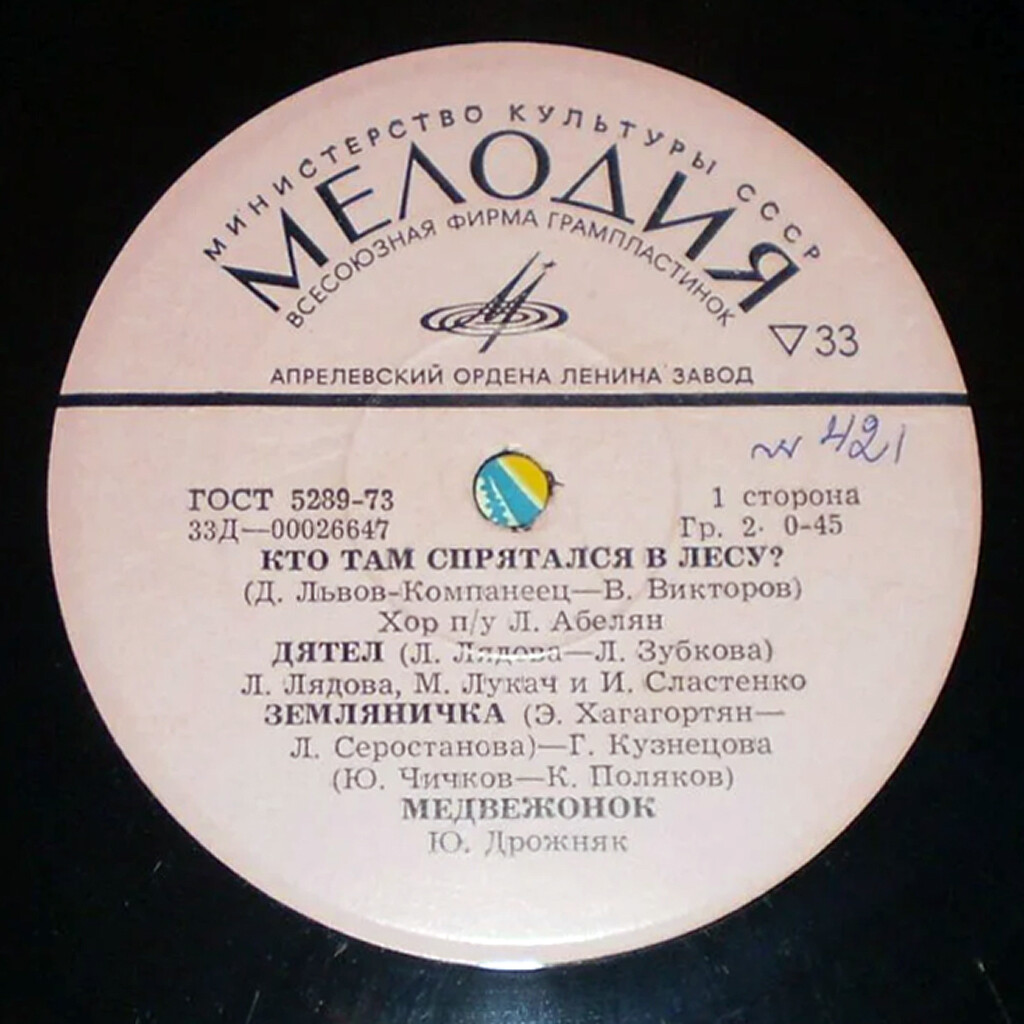 МИНИСТЕРСТВО КУЛЬТУРЫ СССР
МЕЛОДИЯ
ВСЕСОЮЗНАЯ ФИРМА ГРАМПЛАСТИНОК
33
АПРЕЛЕВСКИЙ ОРДЕНА ЛЕНИНА ЗАВОД
421
ГОСТ 5289-73 1 сторона
33Д—00026647 Гр. 2. 0-45
КТО ТАМ СПРЯТАЛСЯ В ЛЕСУ?
(Д. Львов-Компанеец—В. Викторов)
Хор п/у Л. Абелян
ДЯТЕЛ (Л. Лядова—Л. Зубкова)
Л. Лядова, М. Лукач и И. Сластенко
ЗЕМЛЯНИЧКА (Э. Хагагортян—
Л. Серостанова)—Г. Кузнецова
(Ю. Чичков—К. Поляков)
МЕДВЕЖОНОК
Ю. Дрожняк